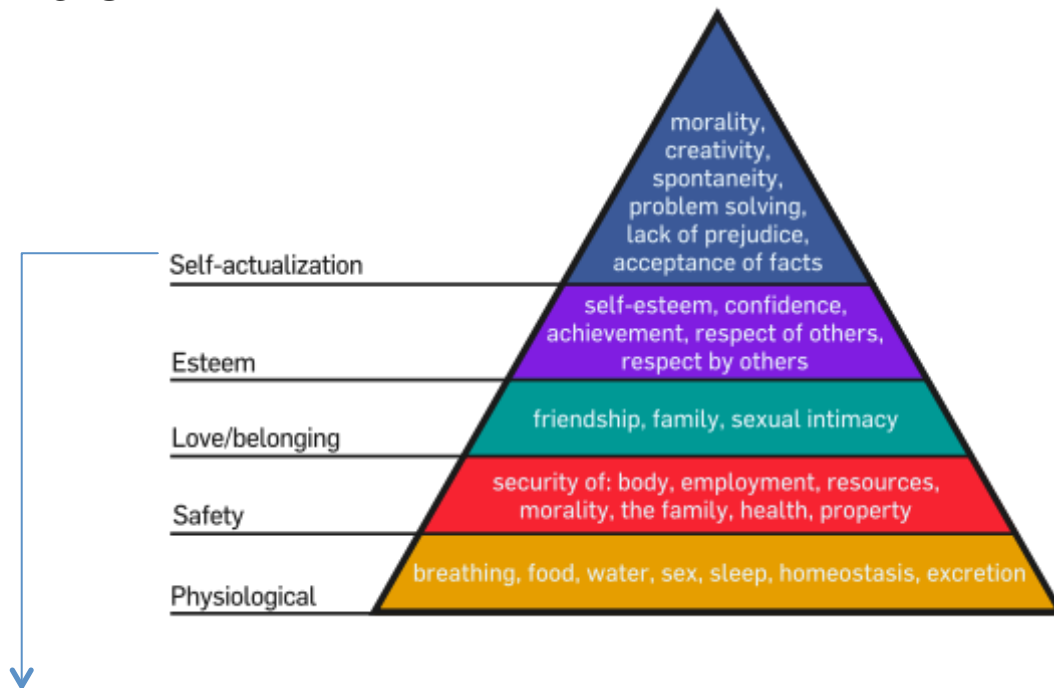 morality,
creativity,
spontaneity,
problem solving,
lack of prejudice,
acceptance of facts
Self-actualization
self-esteem, confidence,
achievement, respect of others,
respect by others
Esteem
friendship, family, sexual intimacy
Love/belonging
security of: body, employment, resources,
morality, the family, health, property
Safety
breathing, food, water, sex, sleep, homeostasis, excretion
Physiological